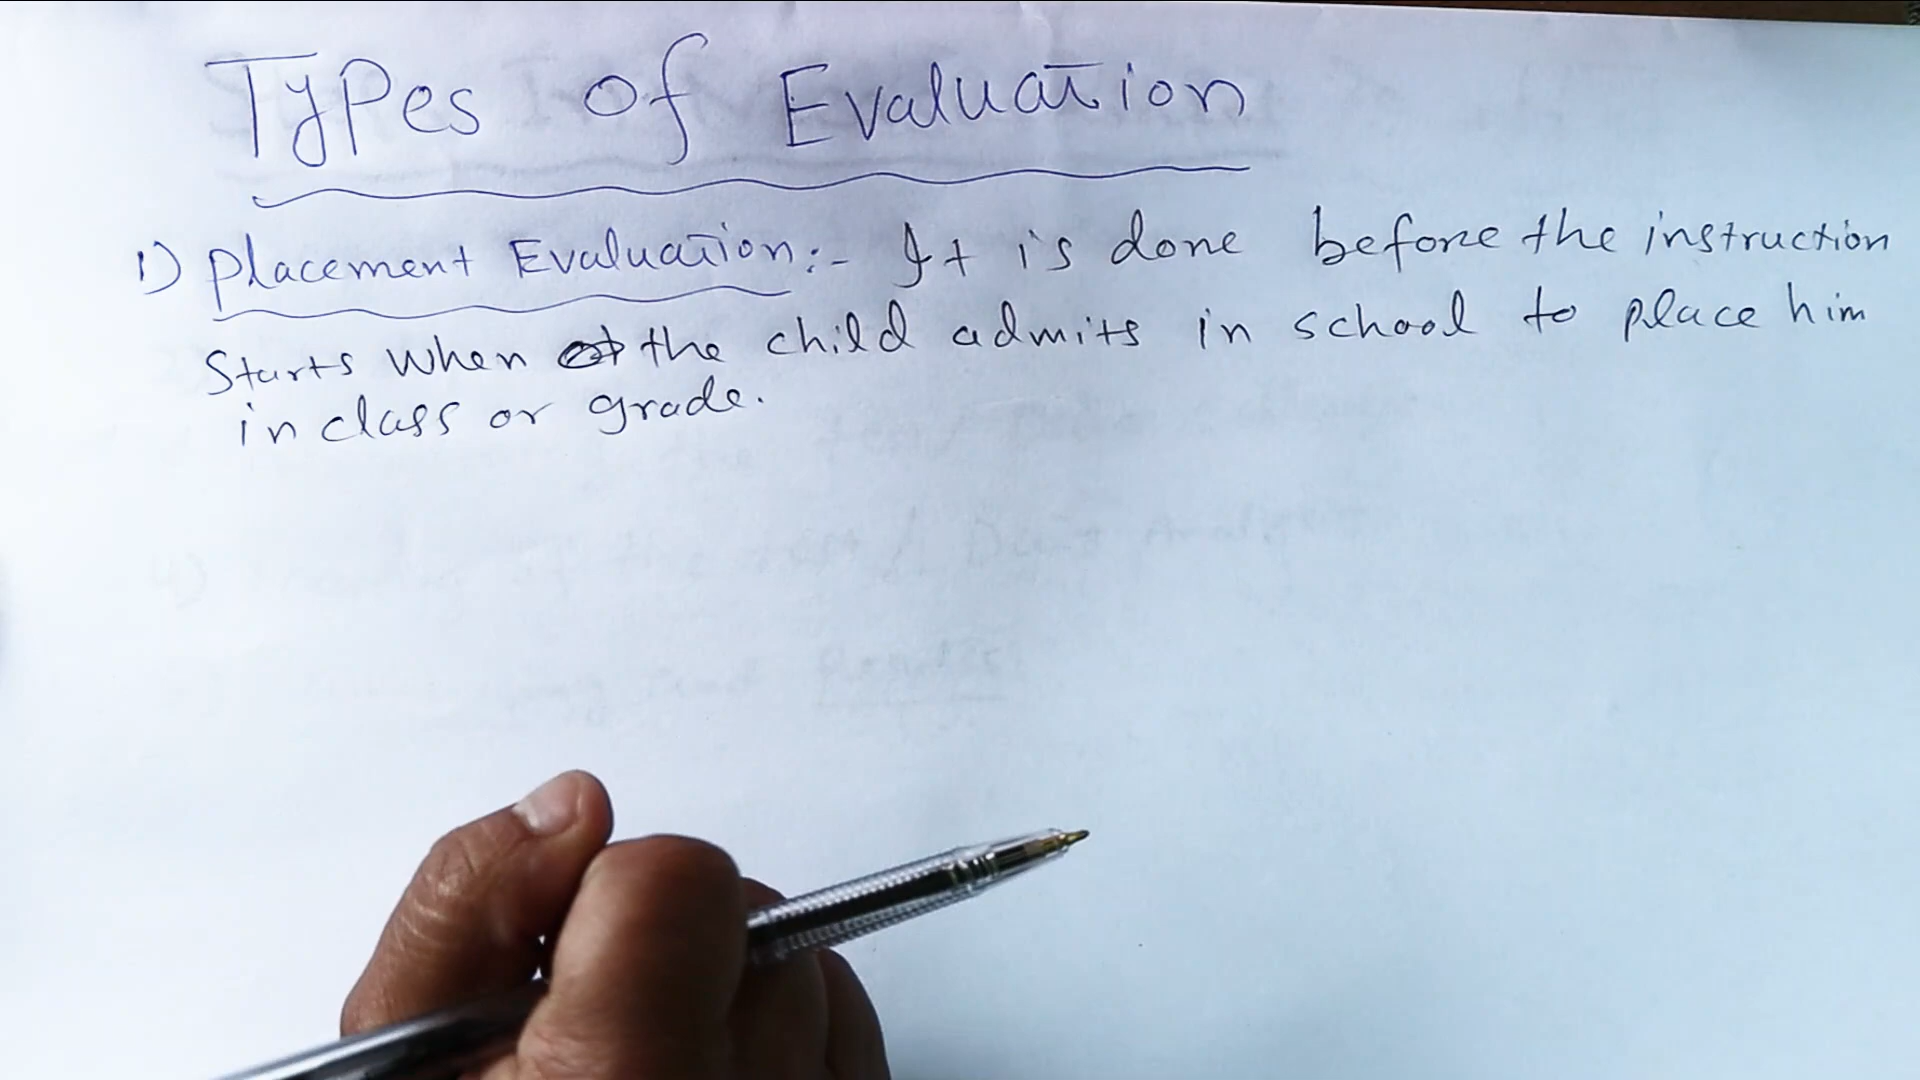 Types of Evaluation
1) Placement Evaluation:- It is done before the instruction
Starts when the child admits in school to place him
in class or grade.